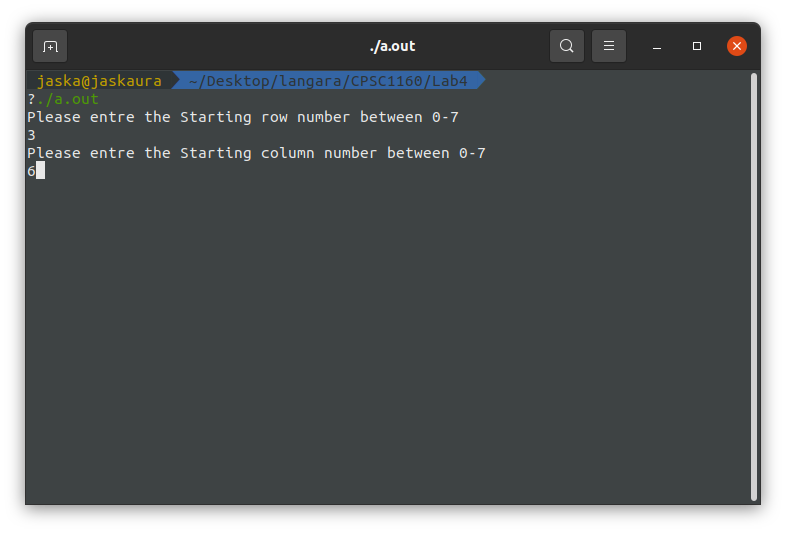 ./a.out
jaska@jaskaura ~/Desktop/langara/CPSC1160/Lab4
?./a.out
Please entre the Starting row number between 0-7
3
Please entre the Starting column number between 0-7
6